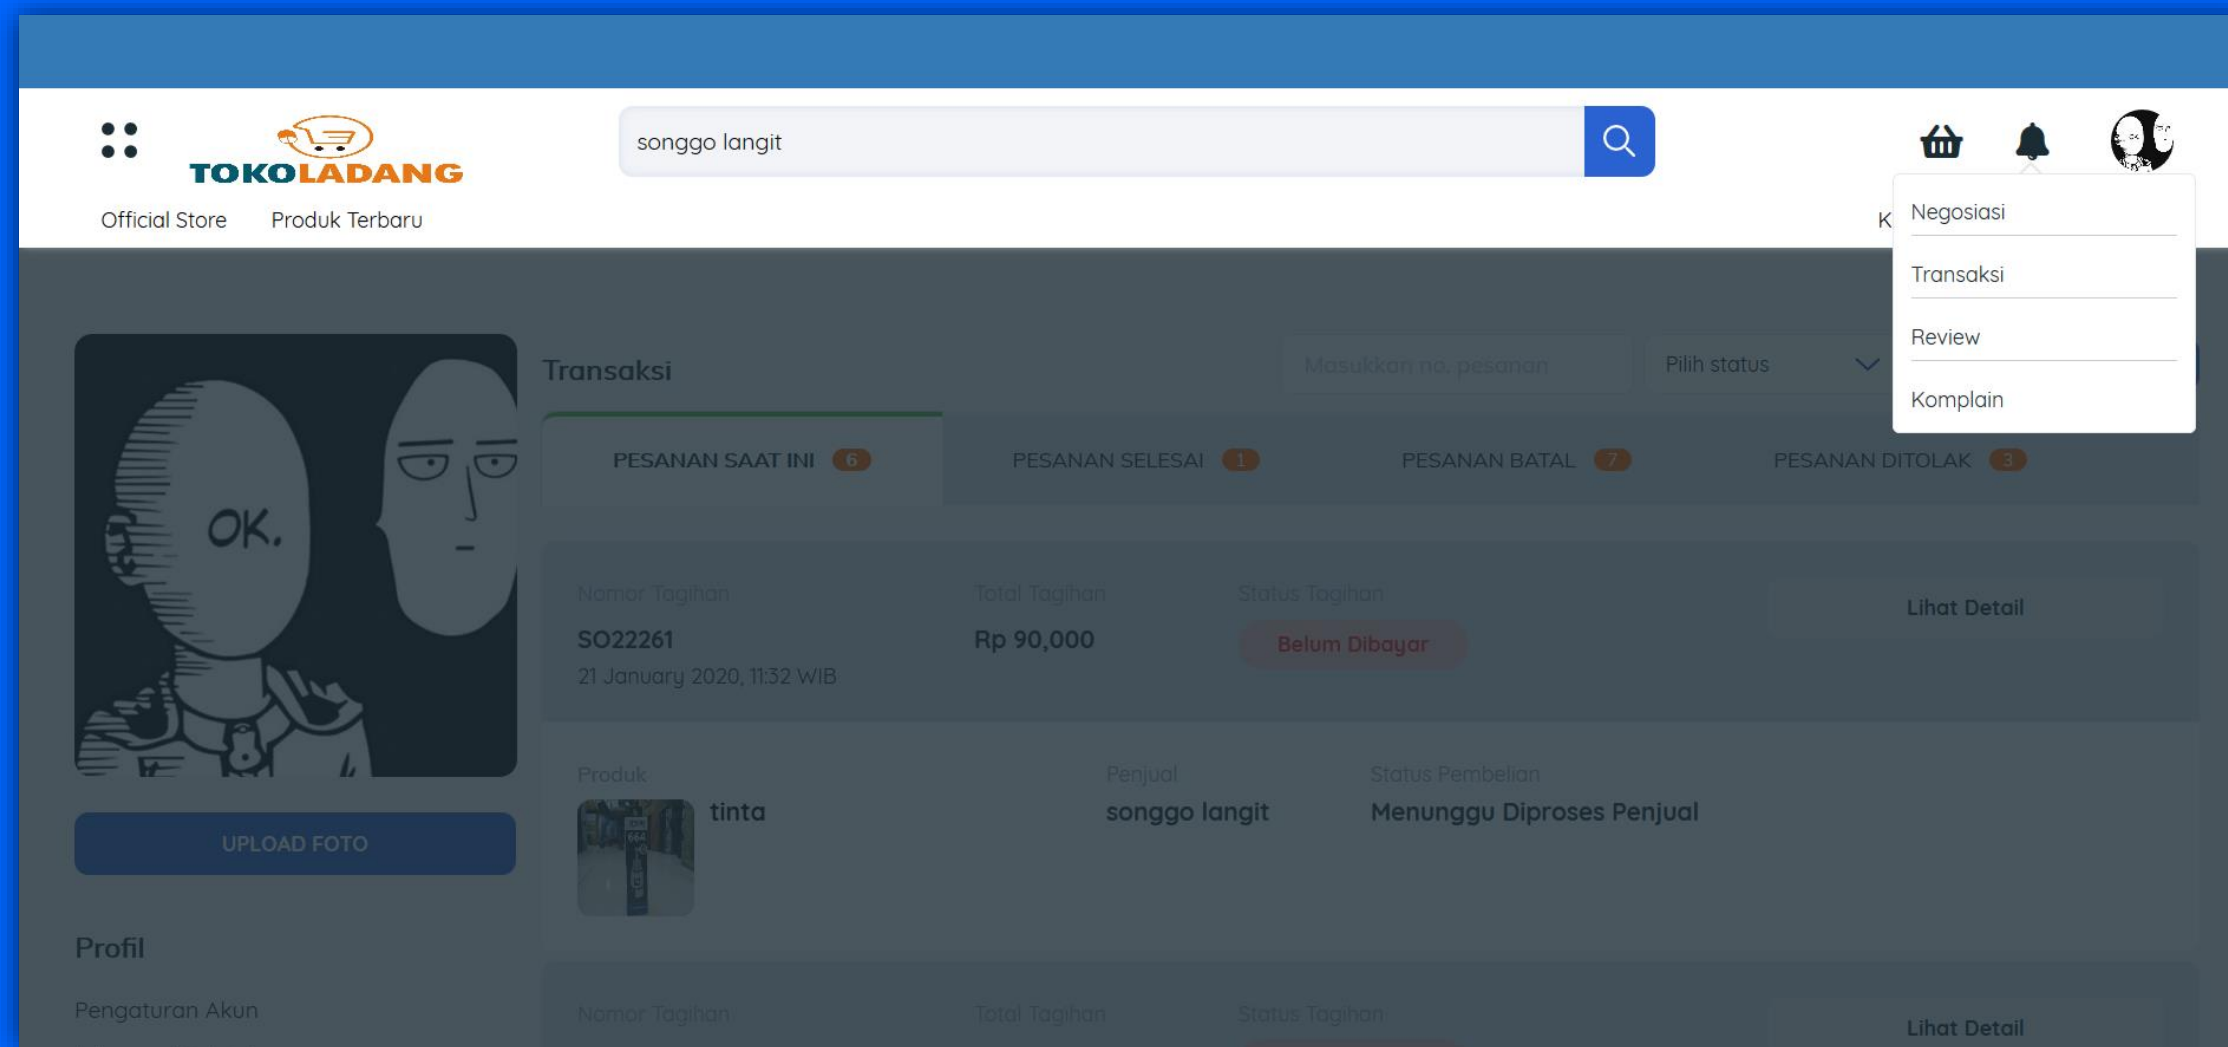 songgo langit
TOKOLADANG
Official Store Produk Terbaru K
Negosiasi
Transaksi
Review
Komplain
Transaksi Masukkan no. pesanan Pilih status
PESANAN SAAT INI 6 PESANAN SELESAI 1 PESANAN BATAL 7 PESANAN DITOLAK 3
OK.
Nomor Tagihan Total Tagihan Status Tagihan
Lihat Detail
SO22261 Rp 90,000 Belum Dibayar
21 January 2020, 11:32 WIB
Produk Penjual Status Pembelian
tinta songgo langit Menunggu Diproses Penjual
664
UPLOAD FOTO
Profil
Pengaturan Akun
Nomor Tagihan Total Tagihan Status Tagihan
Lihat Detail